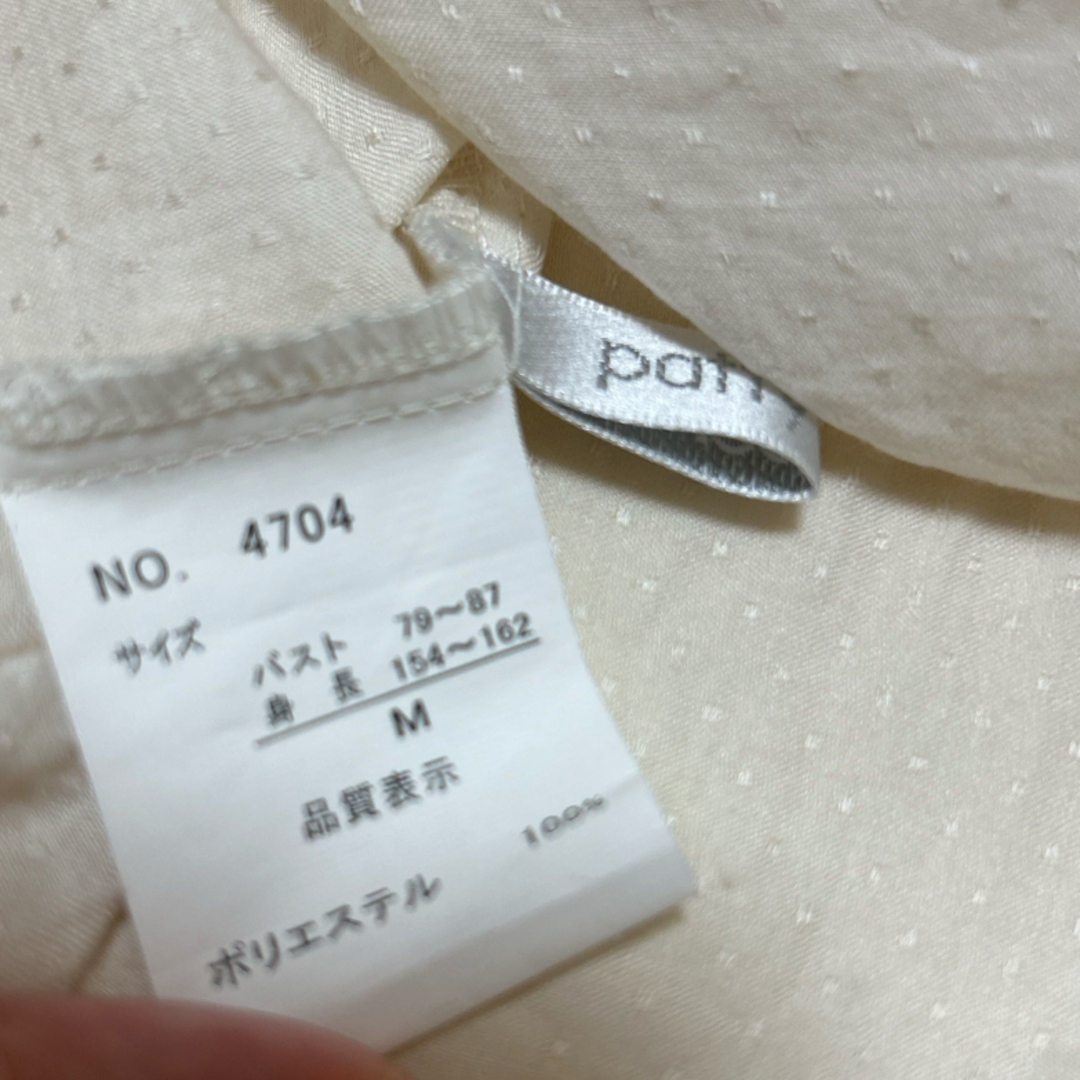 NO. 4704
サイズ
バスト 79～87
身長 154～162
M
品質表示
100%
ポリエステル